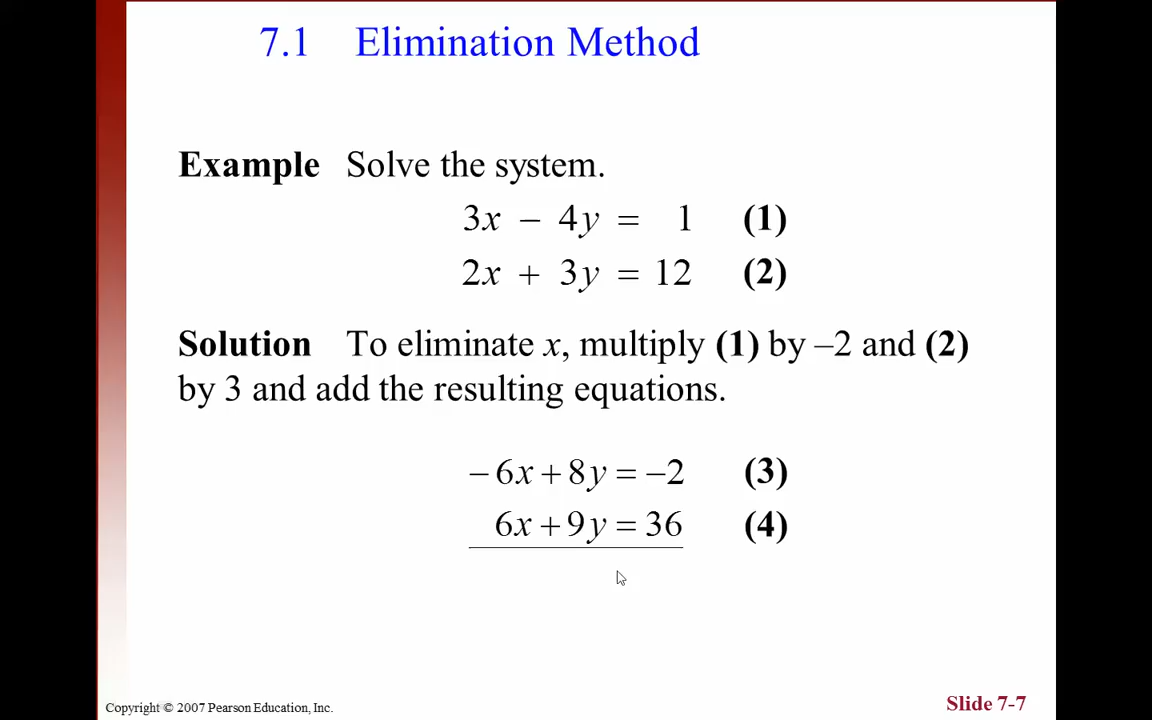 7.1 Elimination Method
Example Solve the system.
3x − 4y = 1 (1)
2x + 3y = 12 (2)
Solution To eliminate x, multiply (1) by –2 and (2)
by 3 and add the resulting equations.
−6x+8y = −2 (3)
6x+9y = 36 (4)
Copyright © 2007 Pearson Education, Inc.
Slide 7-7